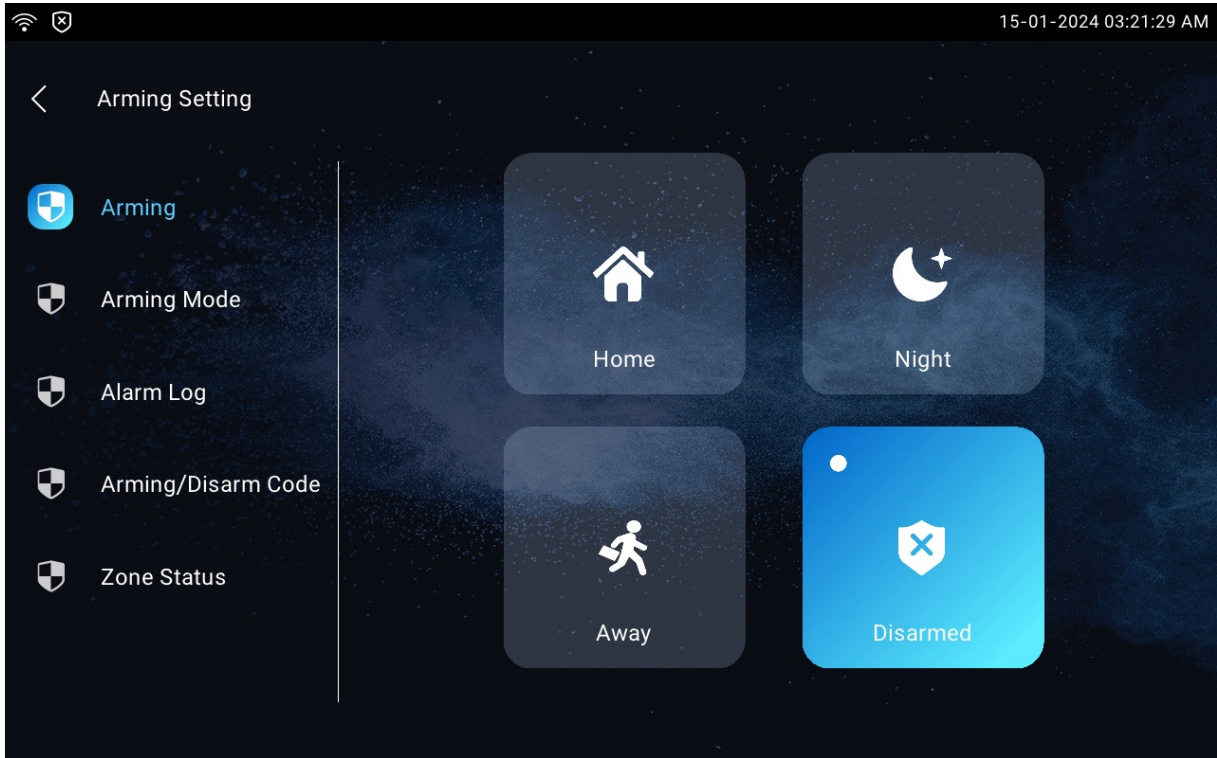 15-01-2024 03:21:29 AM
Arming Setting
Arming
Arming Mode
Alarm Log
Arming/Disarm Code
Zone Status
Home
Night
Away
Disarmed